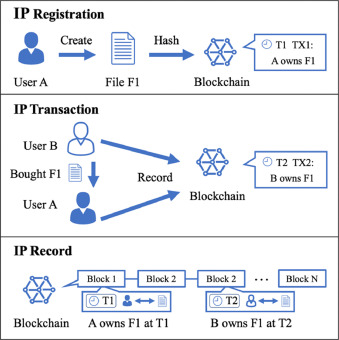 IP Registration
Create
Hash
T1 TX1:
A owns F1
User A
File F1
Blockchain
IP Transaction
User B
Bought F1
User A
Record
Blockchain
T2 TX2:
B owns F1
IP Record
Block 1
Block 2
Block 2
...
Block N
T1
T2
Blockchain
A owns F1 at T1
B owns F1 at T2